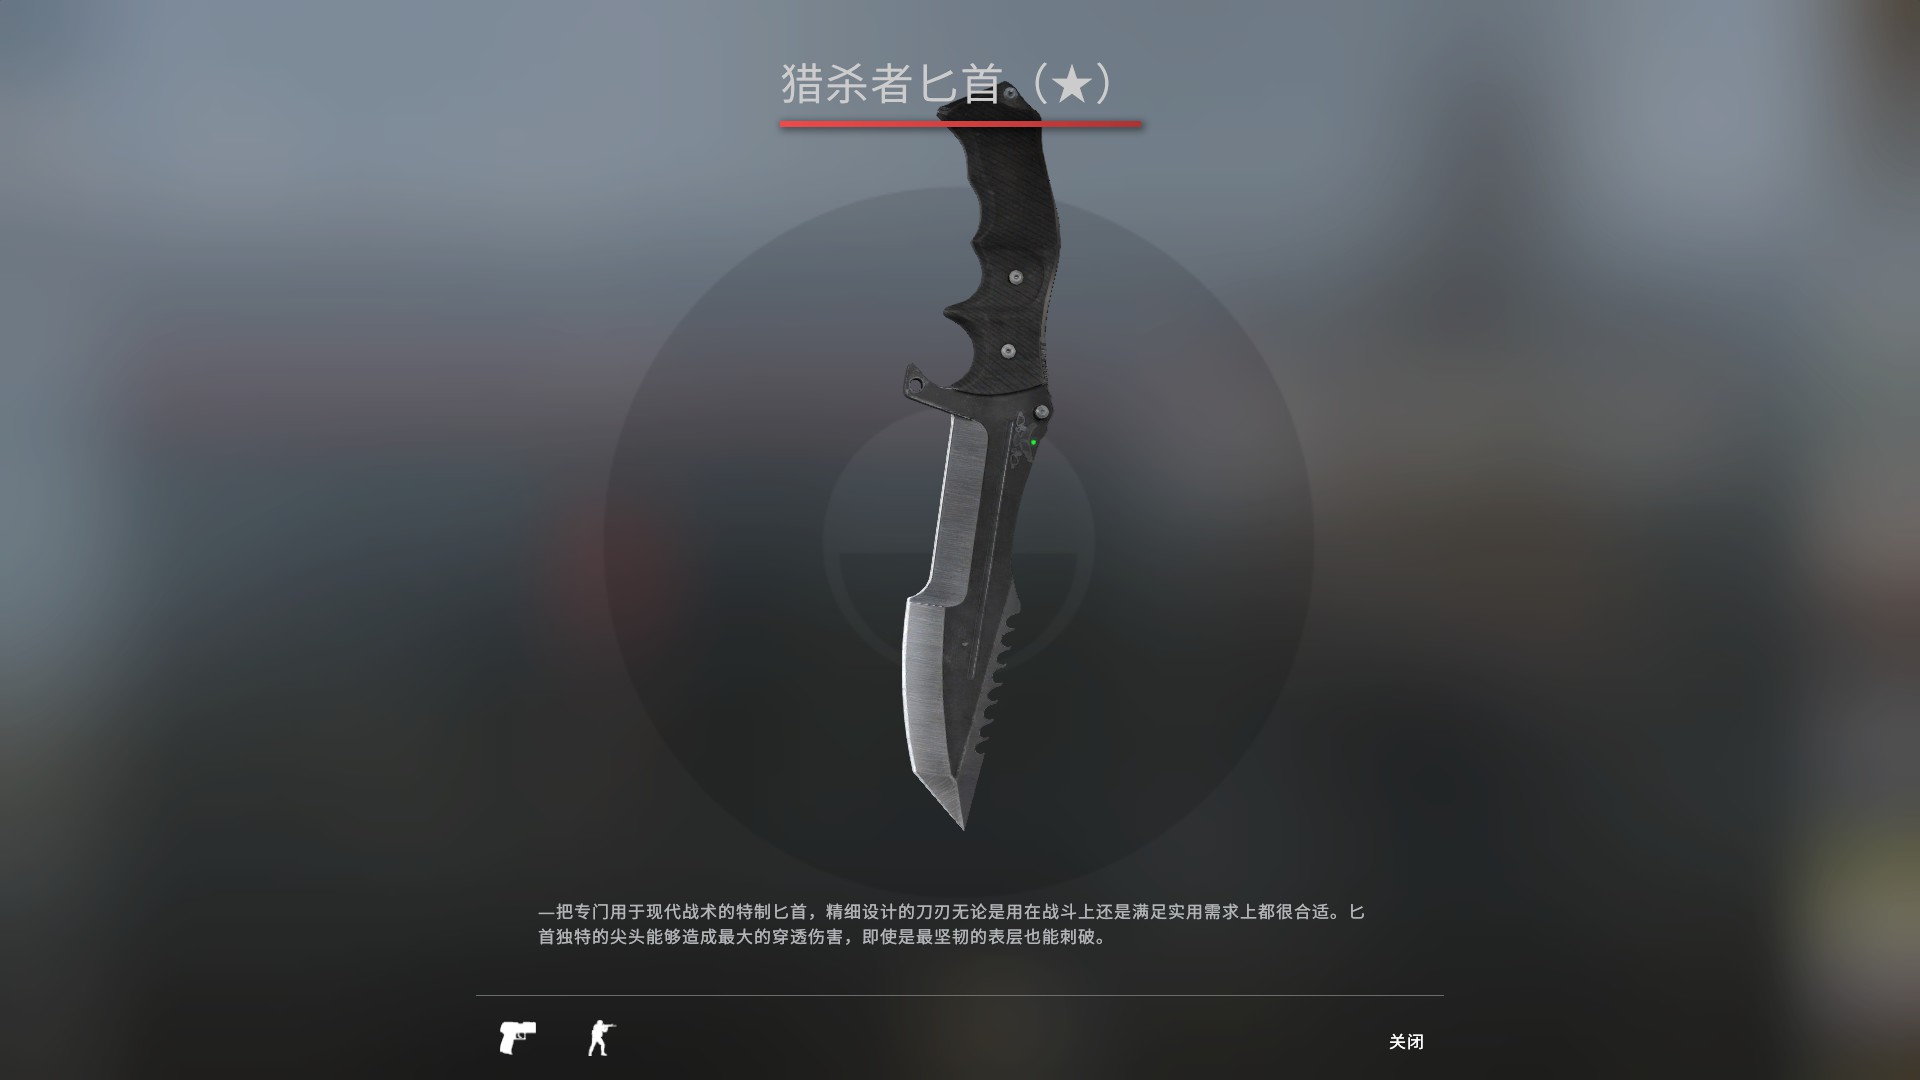 猎杀者匕首（★）
—把专门用于现代战术的特制匕首，精细设计的刀刃无论是用在战斗上还是满足实用需求上都很合适。匕
首独特的尖头能够造成最大的穿透伤害，即使是最坚韧的表层也能刺破。
关闭